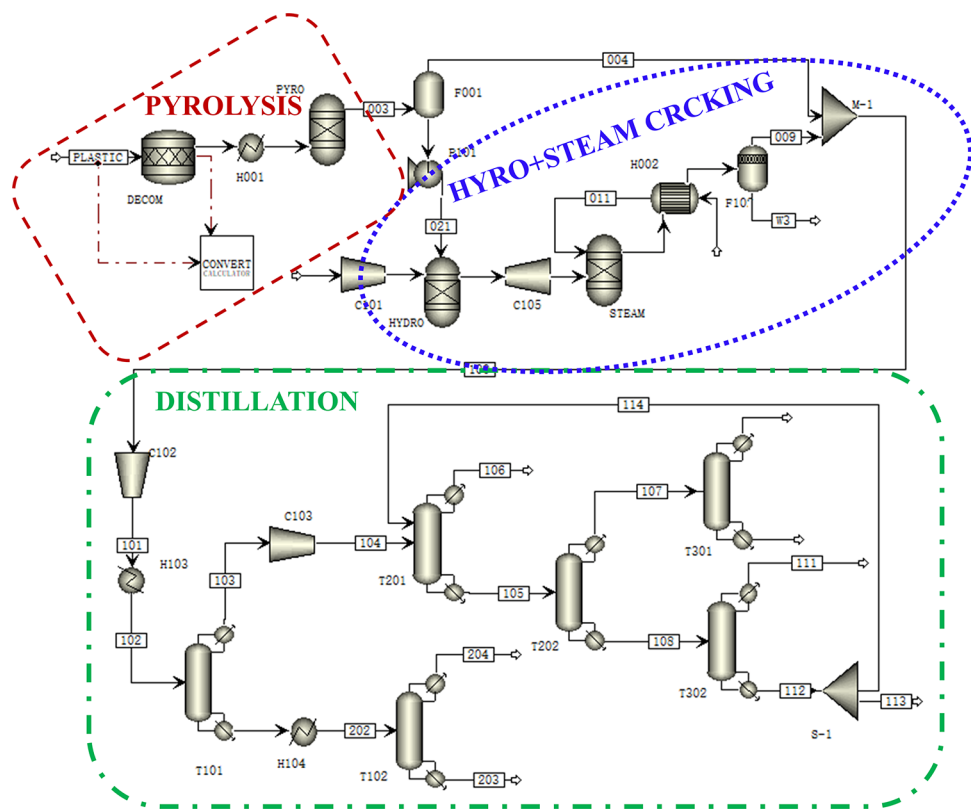 004
PYROLYSIS
PYRO
003
F001
M-1
009
HYRO+STEAM CRCKING
H002
PLASTIC
H001
DECOM
011
W3
021
CONVERT
CALCULATOR
HYDRO
C105
STEAM
DISTILLATION
114
C102
106
107
C103
101
H103
103
104
T201
T301
111
105
102
T202
108
204
T302
112
113
S-1
202
T101
H104
T102
203